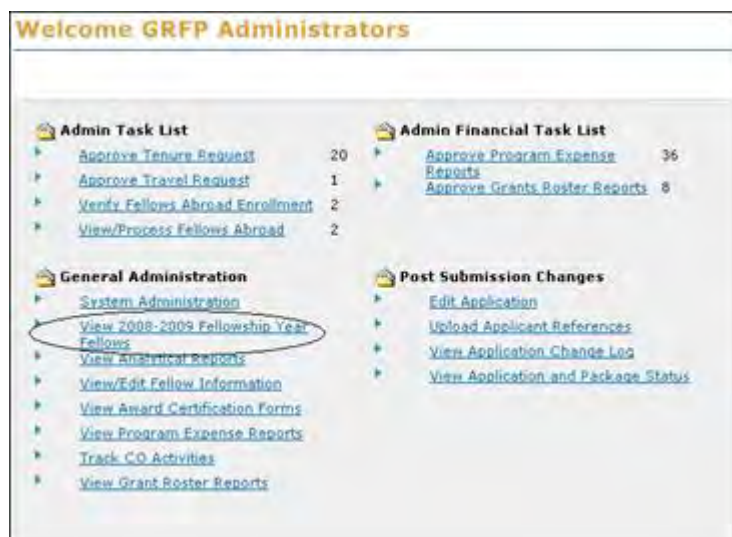 Welcome GRFP Administrators
Admin Task List
Approve Tenure Request 20
Approve Travel Request 1
Verify Fellows Abroad Enrollment 2
View/Process Fellows Abroad 2
Admin Financial Task List
Approve Program Expense 36
Reports
Approve Grants Roster Reports 8
General Administration
System Administration
View 2008-2009 Fellowship Year
Fellows
View Analytical Reports
View/Edit Fellow Information
View Award Certification Forms
View Program Expense Reports
Track CO Activities
View Grant Roster Reports
Post Submission Changes
Edit Application
Upload Applicant References
View Application Change Log
View Application and Package Status